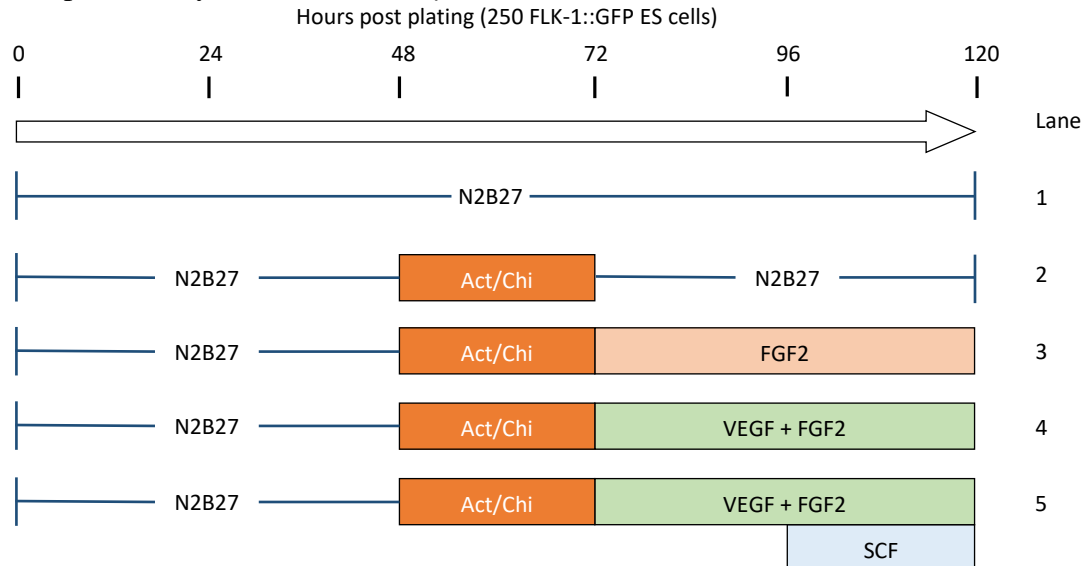 Hours post plating (250 FLK-1::GFP ES cells)
0 24 48 72 96 120
Lane
N2B27 1
N2B27 Act/Chi N2B27 2
N2B27 Act/Chi FGF2 3
N2B27 Act/Chi VEGF + FGF2 4
N2B27 Act/Chi VEGF + FGF2 5
SCF